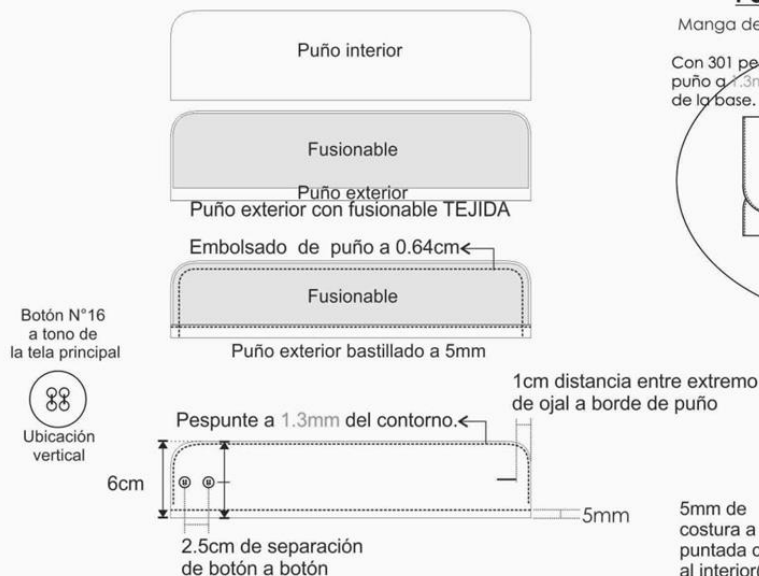 Puño interior
Fusionable
Puño exterior
Puño exterior con fusionable TEJIDA
Embolsado de puño a 0.64cm
Fusionable
Puño exterior bastillado a 5mm
Botón N°16
a tono de
la tela principal
Ubicación
vertical
Pespunte a 1.3mm del contorno.
1cm distancia entre extremo
de ojal a borde de puño
6cm
5mm
2.5cm de separación
de botón a botón
Manga de
Con 301
puño a 1.3
de la base.
5mm de
costura a
puntada
al interior